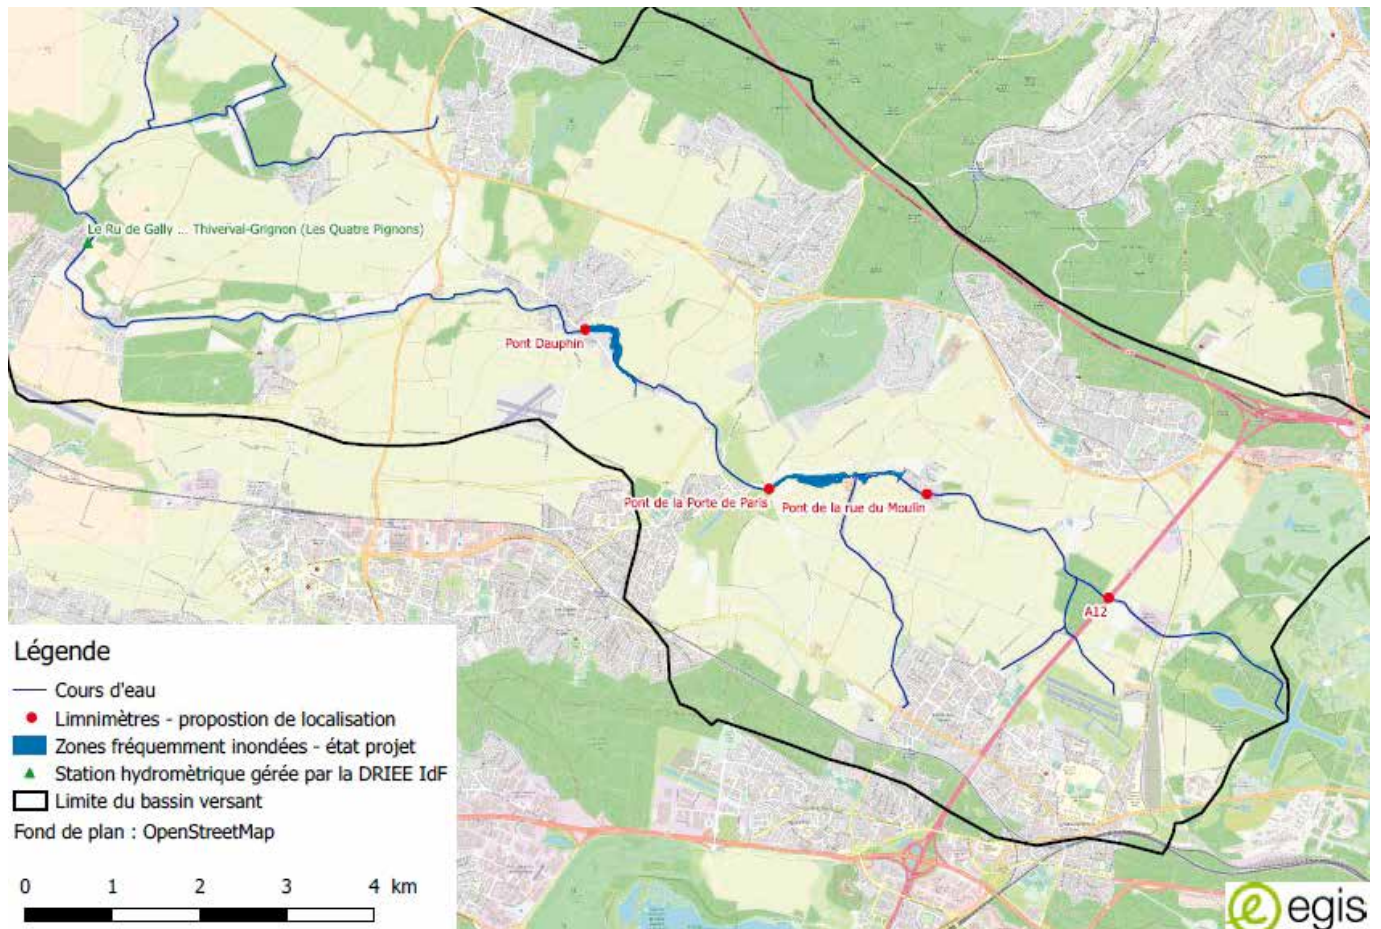 Le Ru de Gally ... Thiverval-Grignon (Les Quatre Pignons)
Pont Dauphin
Pont de la Porte de Paris
Pont de la rue du Moulin
A12
Légende
Cours d'eau
Limnimètres - propostion de localisation
Zones fréquemment inondées - état projet
Station hydromètrique gérée par la DRIEE IdF
Limite du bassin versant
Fond de plan : OpenStreetMap
0 1 2 3 4 km
egis